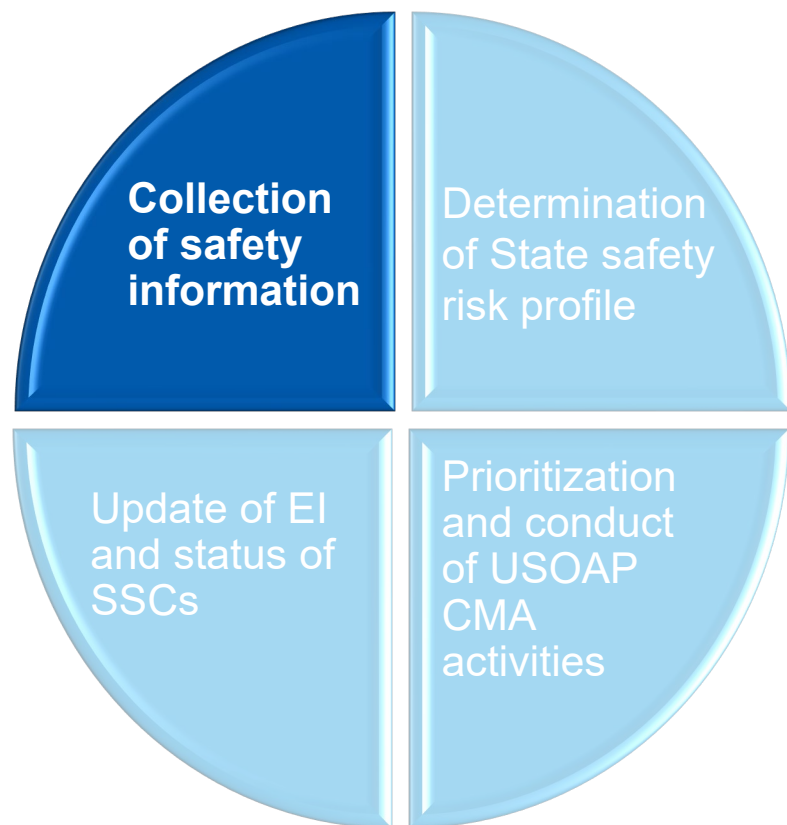 Collection
of safety
information
Determination
of State safety
risk profile
Update of EI
and status of
SSCs
Prioritization
and conduct
of USOAP
CMA
activities